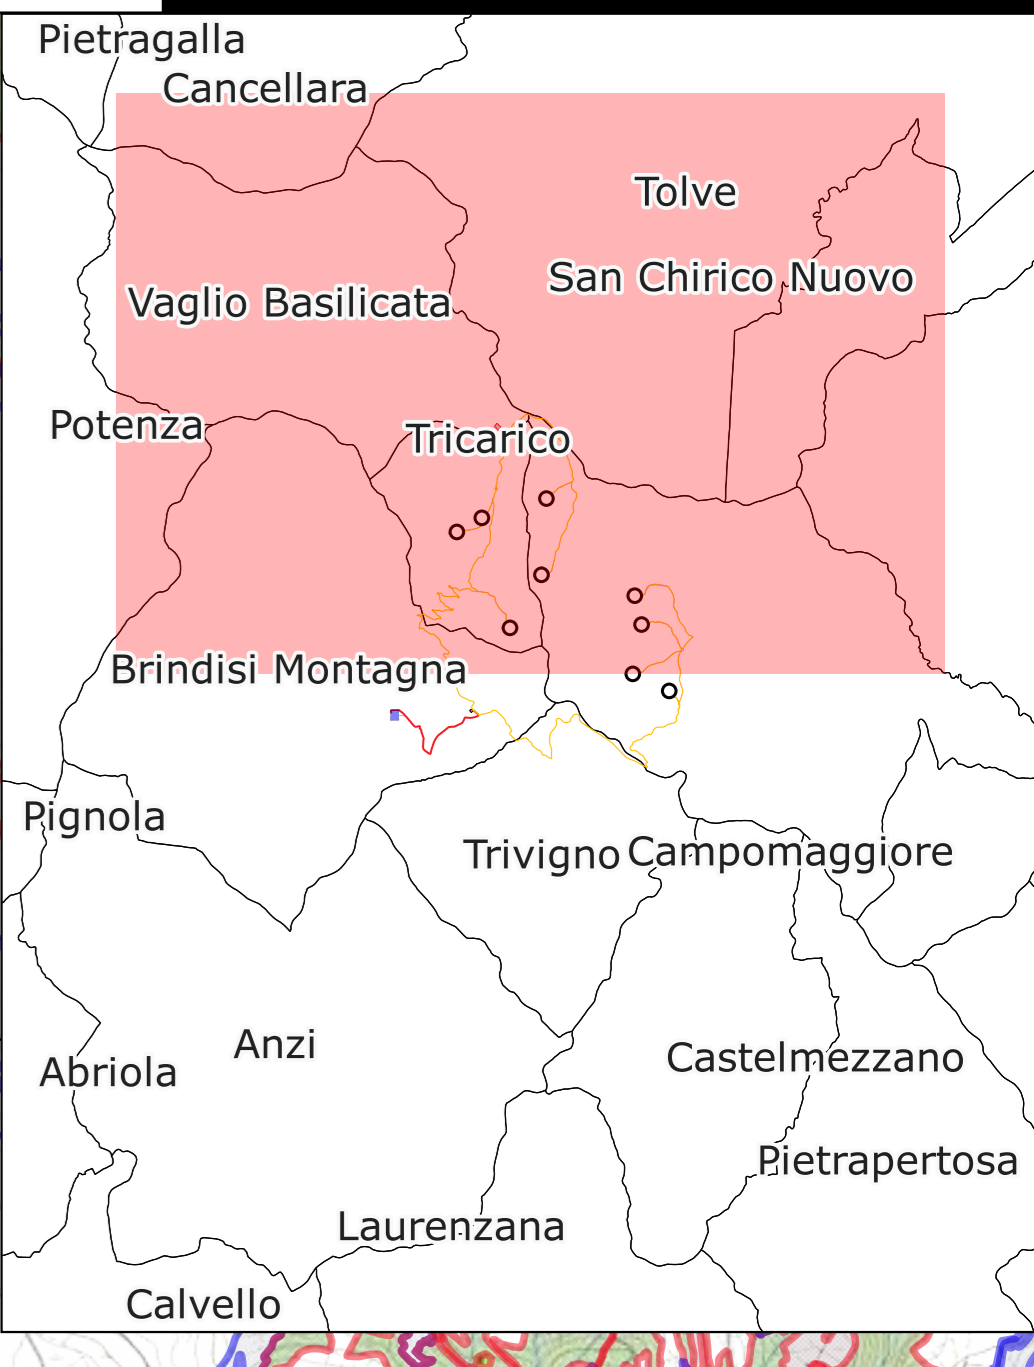 Pietragalla
Cancellara
Tolve
San Chirico Nuovo
Vaglio Basilicata
Potenza
Tricarico
Brindisi Montagna
Pignola
Trivigno
Campomaggiore
Anzi
Abriola
Castelmezzano
Pietrapertosa
Laurenzana
Calvello